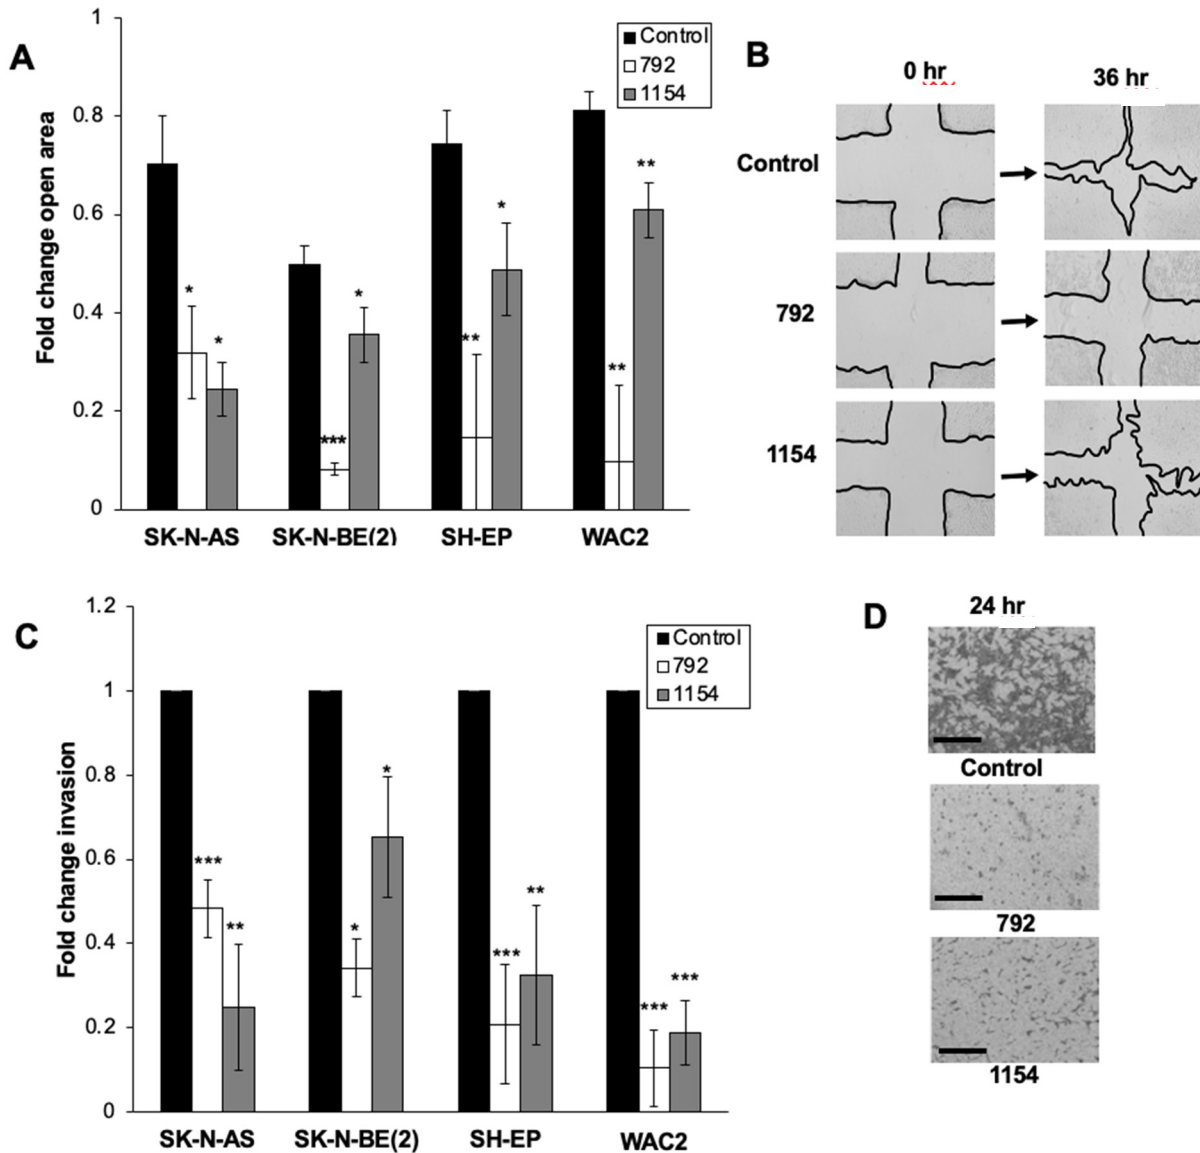 A
1
0.8
0.6
0.4
0.2
0
Fold change open area
Control
792
1154
*
*
***
*
**
*
**
**
SK-N-AS
SK-N-BE(2)
SH-EP
WAC2
B
0 hr
36 hr
Control
792
1154
C
1.2
1
0.8
0.6
0.4
0.2
0
Fold change invasion
Control
792
1154
***
**
*
*
***
**
***
***
SK-N-AS
SK-N-BE(2)
SH-EP
WAC2
D
24 hr
Control
792
1154